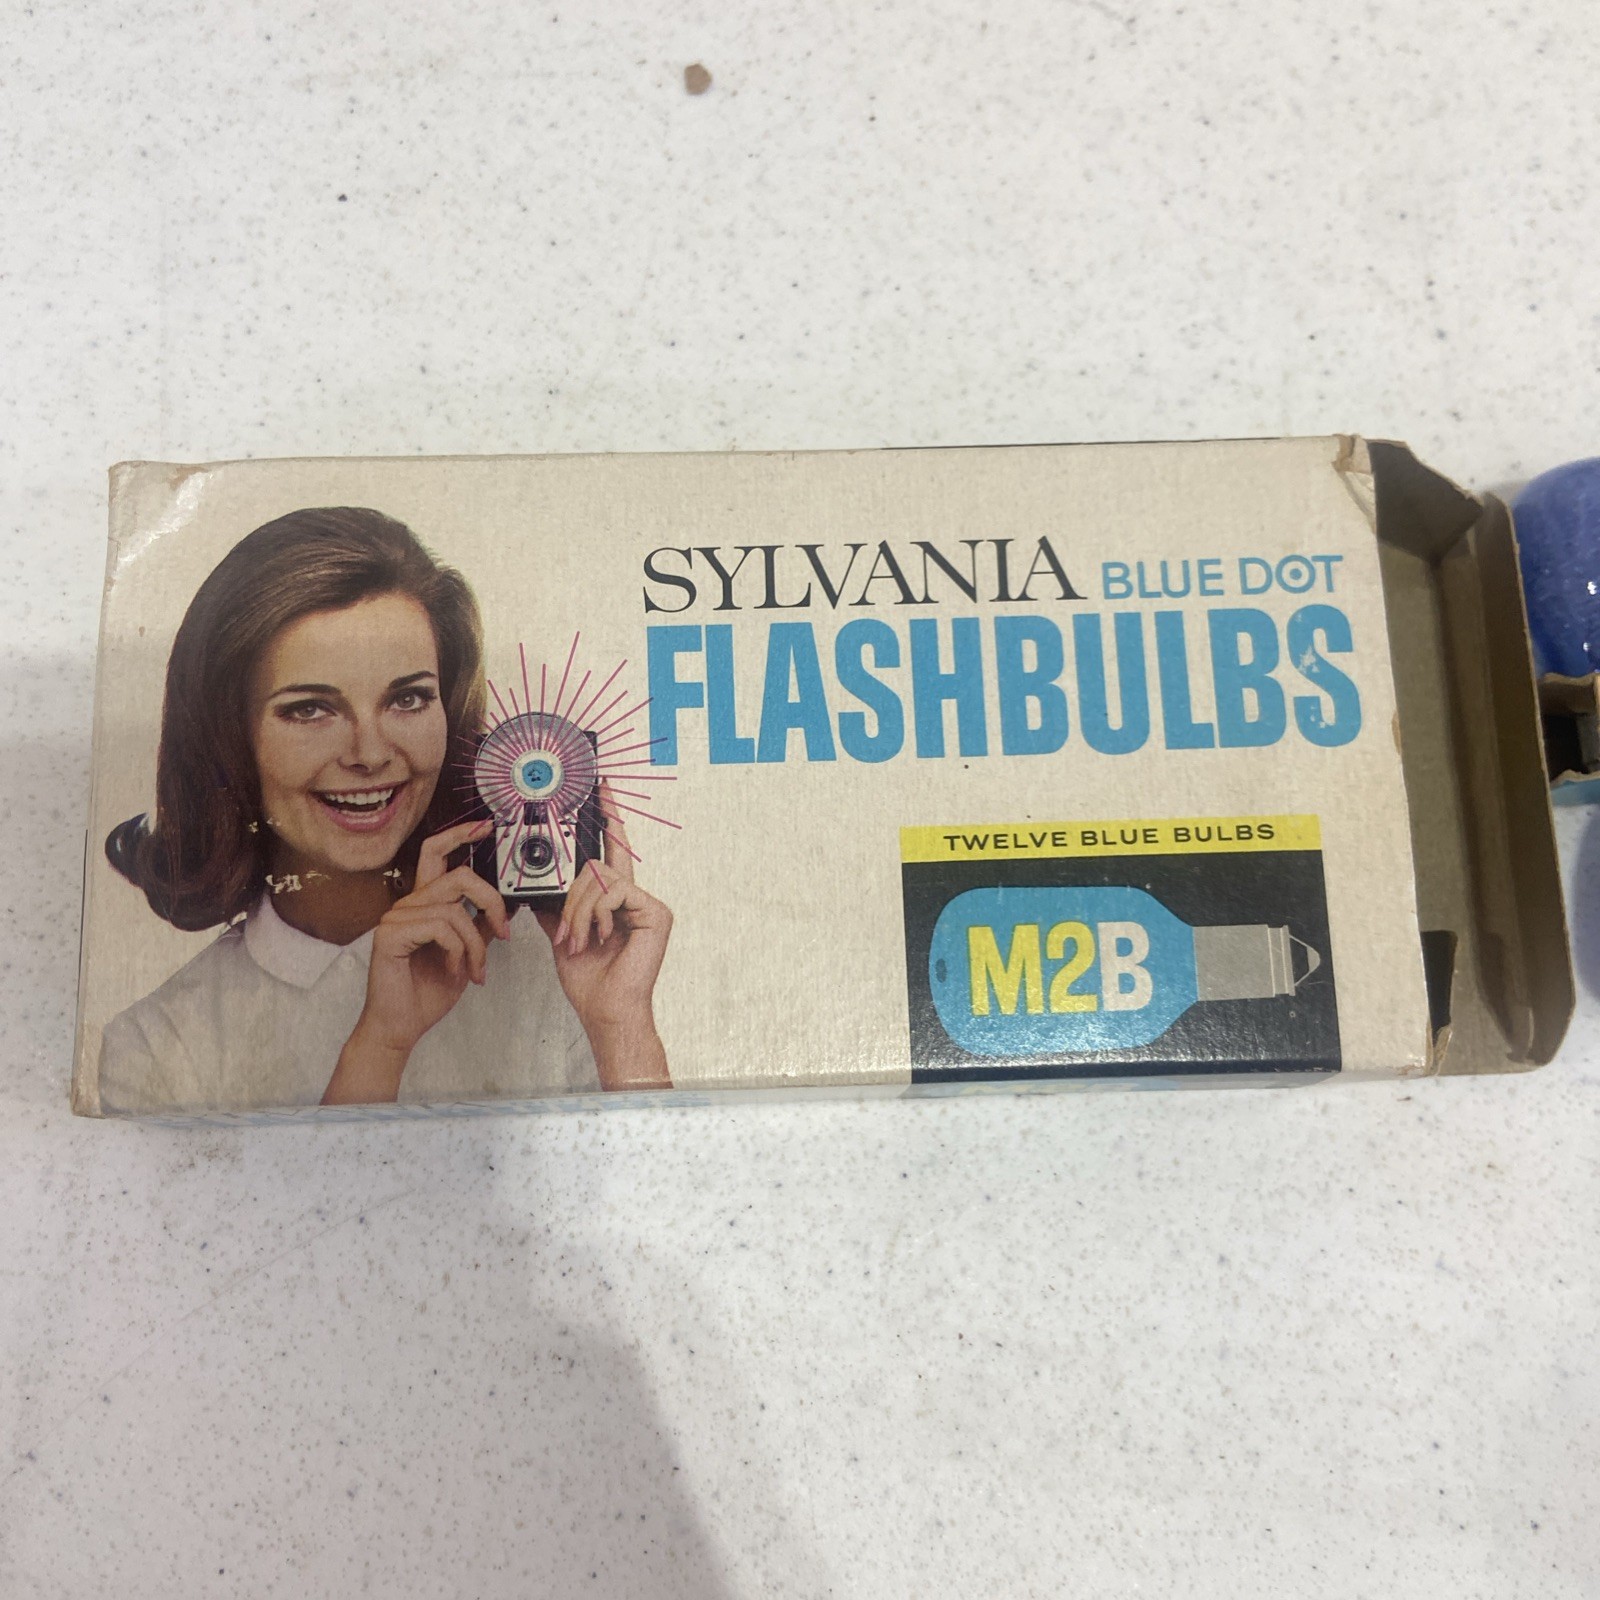 SYLVANIA BLUE DOT
FLASHBULBS
TWELVE BLUE BULBS
M2B